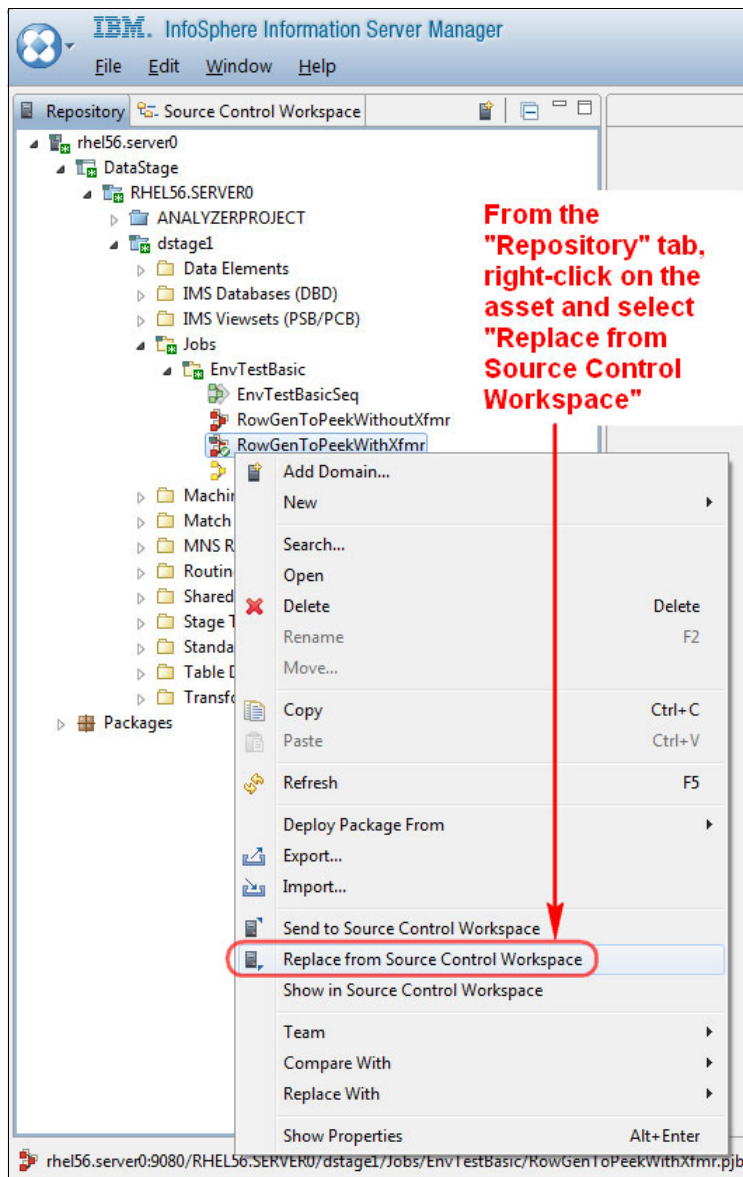 IBM. InfoSphere Information Server Manager
File Edit Window Help
Repository Source Control Workspace
rhel56.server0
DataStage
RHEL56.SERVER0
ANALYZERPROJECT
dstage1
Data Elements
IMS Databases (DBD)
IMS Viewsets (PSB/PCB)
Jobs
EnvTestBasic
EnvTestBasicSeq
RowGenToPeekWithoutXfmr
RowGenToPeekWithXfmr
Machin
Match
MNS R
Routin
Shared
Stage T
Standa
Table D
Transfo
Packages
From the
"Repository" tab,
right-click on the
asset and select
"Replace from
Source Control
Workspace"
Add Domain...
New
Search...
Open
Delete Delete
Rename F2
Move...
Copy Ctrl+C
Paste Ctrl+V
Refresh F5
Deploy Package From
Export...
Import...
Send to Source Control Workspace
Replace from Source Control Workspace
Show in Source Control Workspace
Team
Compare With
Replace With
Show Properties Alt+Enter
rhel56.server0:9080/RHEL56.SERVER0/dstage1/Jobs/EnvTestBasic/RowGenToPeekWithXfmr.pjb